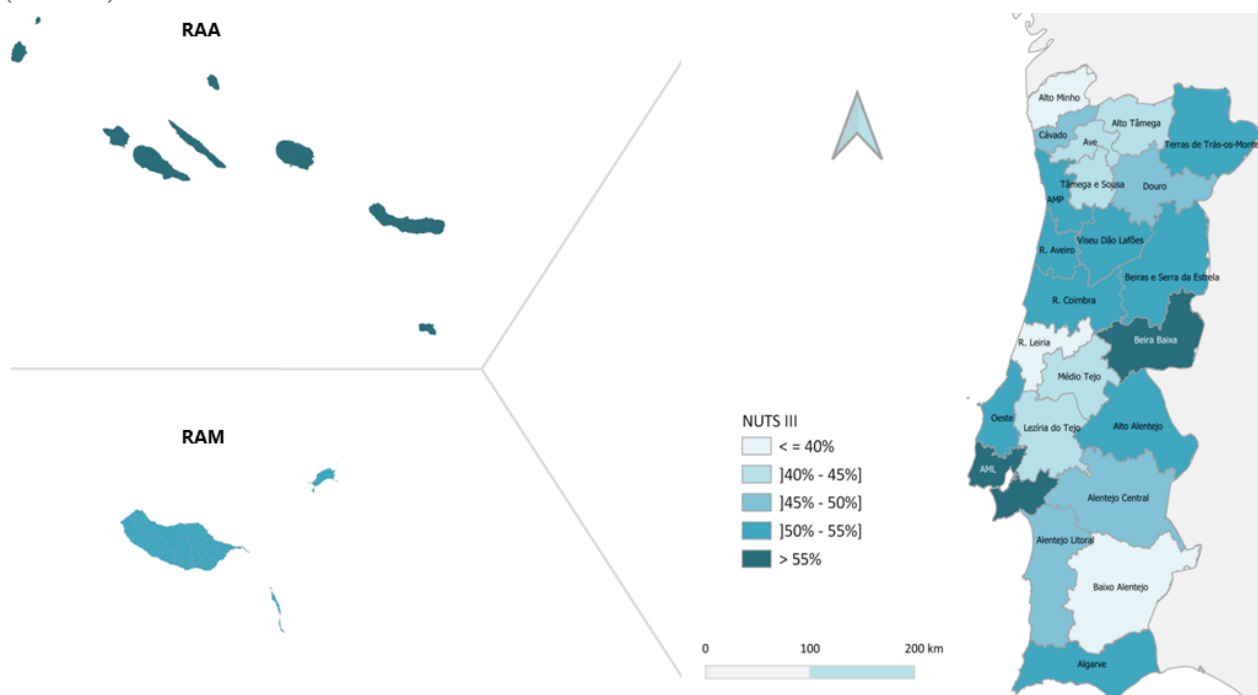 RAA
RAM
NUTS III
< = 40%
]40% - 45%]
]45% - 50%]
]50% - 55%]
> 55%
0 100 200 km
Alto Minho
Alto Tâmega
Cávado
Ave
Terras de Trás-os-Monte
Tâmega e Sousa
Douro
AMP
Viseu Dão Lafões
R. Aveiro
Beiras e Serra da Estrela
R. Coimbra
R. Leiria
Beira Baixa
Médio Tejo
Oeste
Lezíria do Tejo
Alto Alentejo
AML
Alentejo Central
Alentejo Litoral
Baixo Alentejo
Algarve